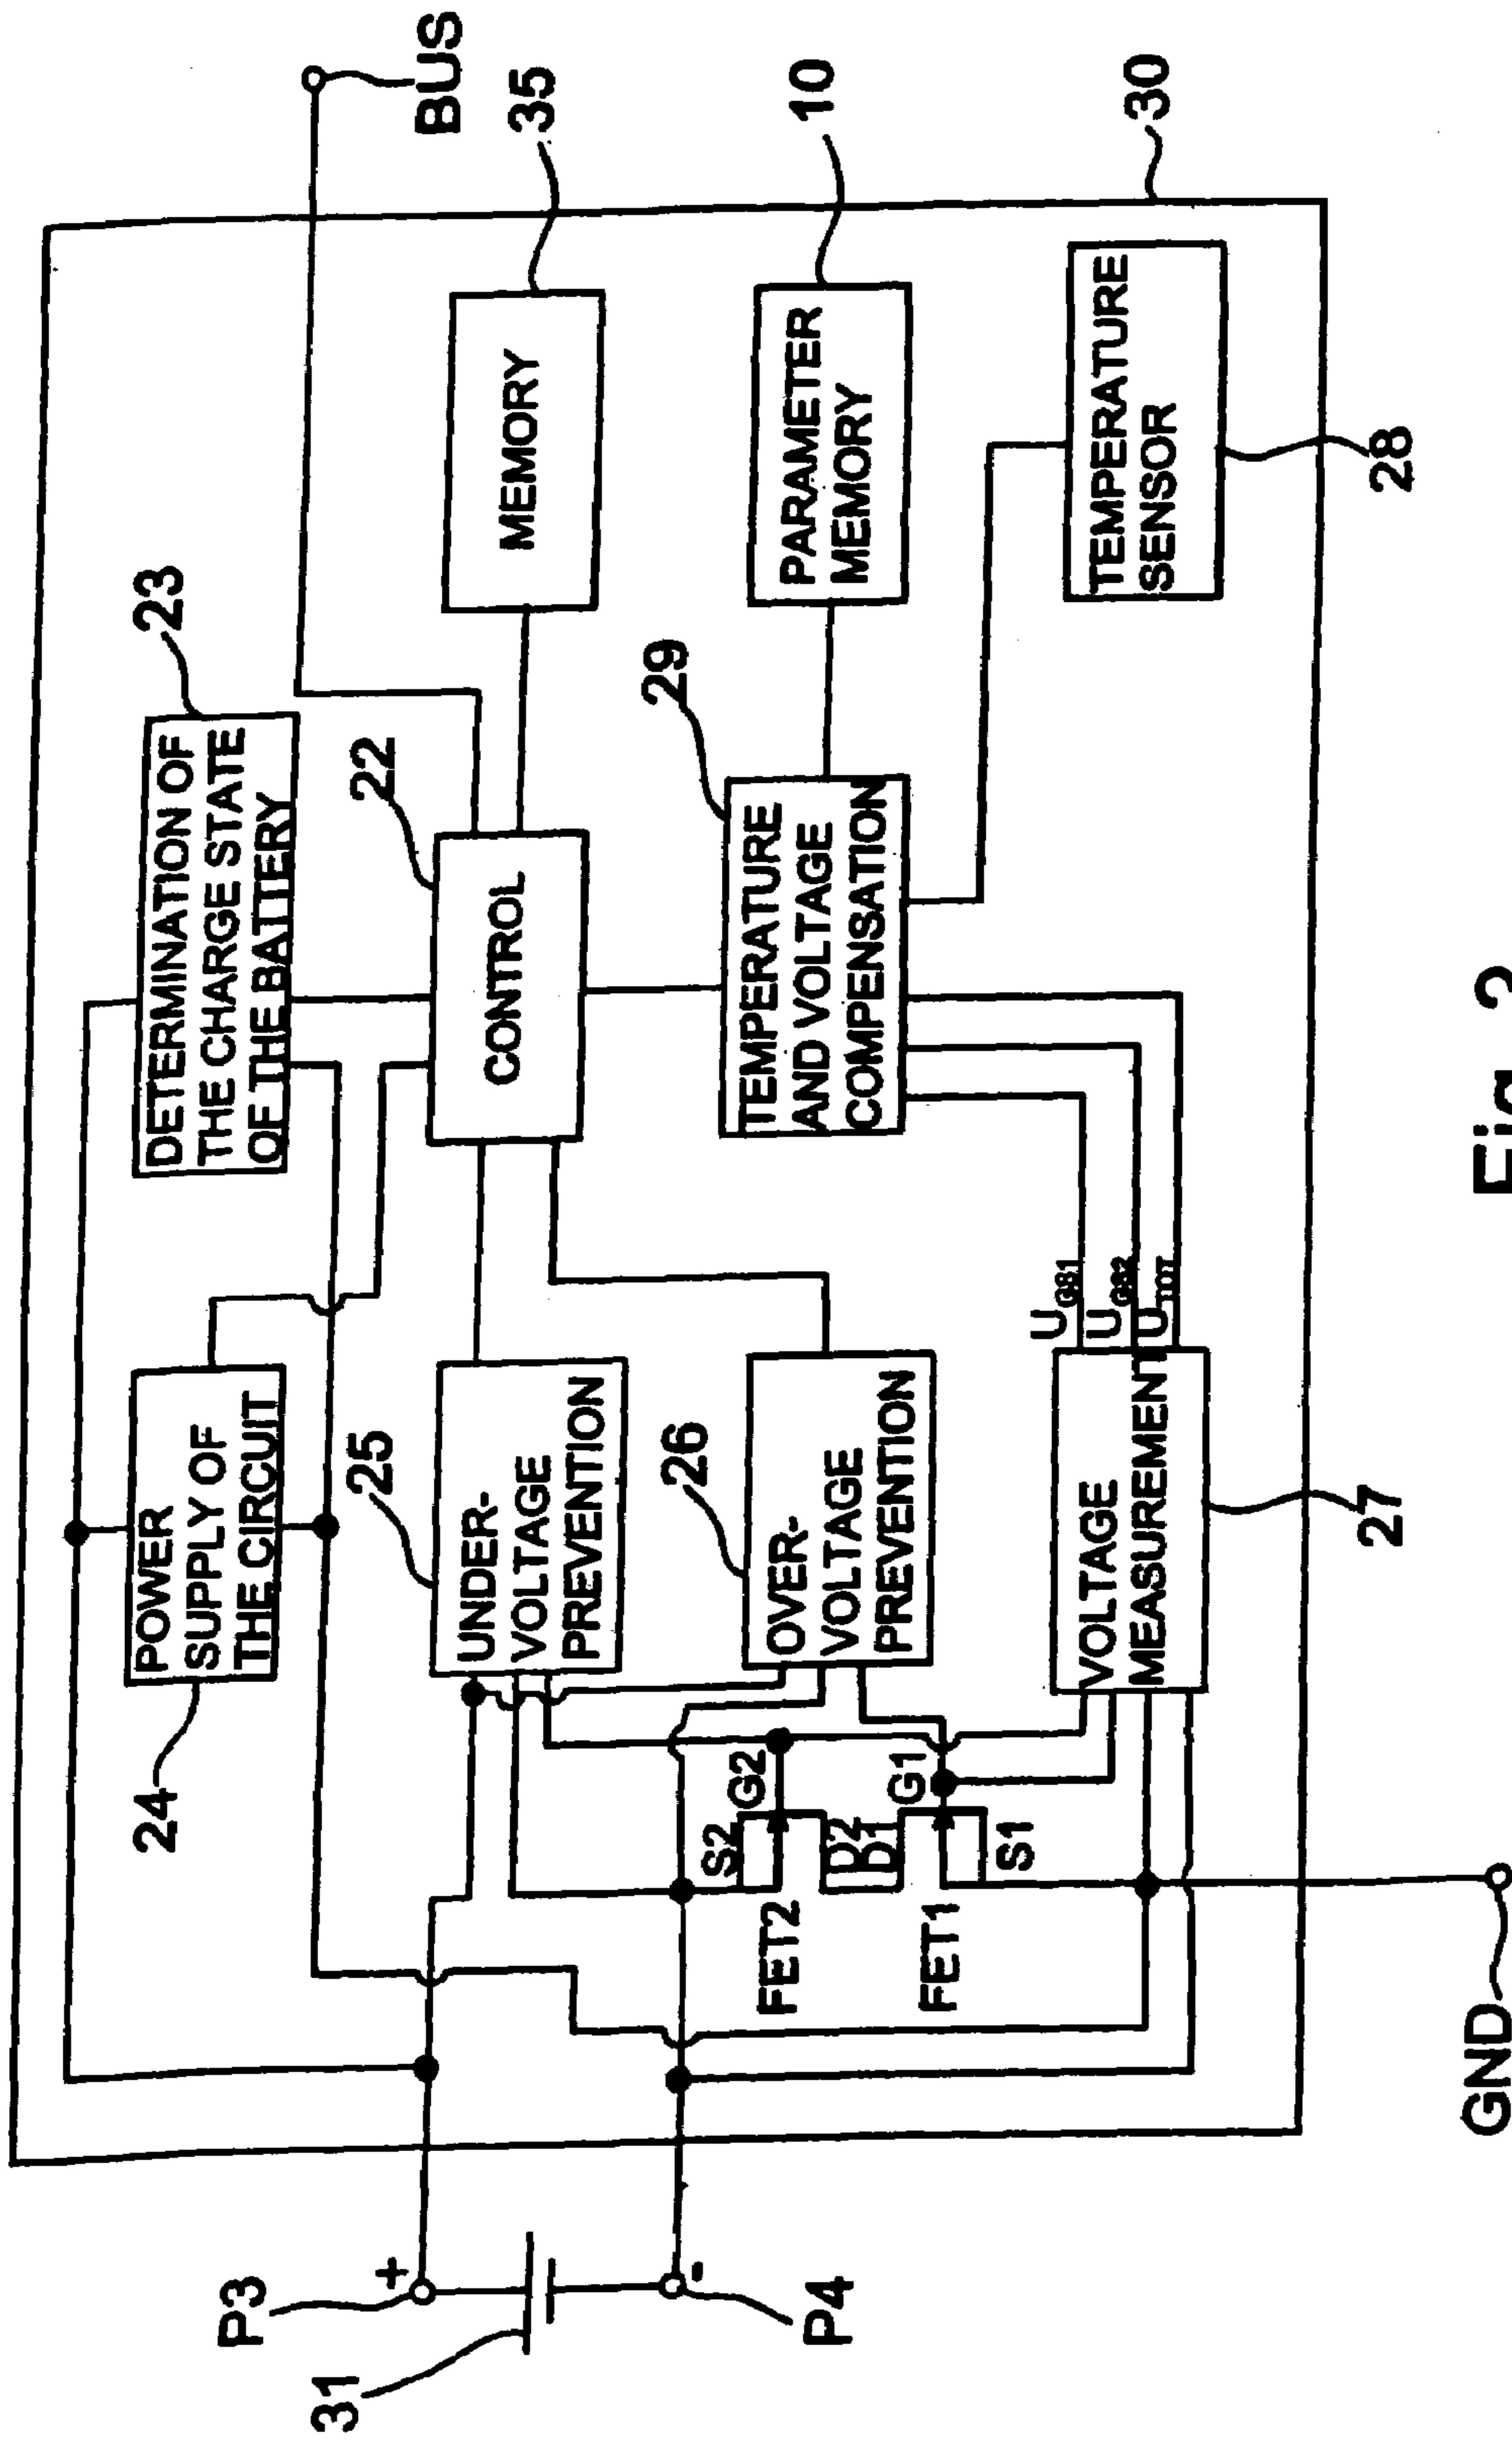 BUS
35
10
30
23
DETERMINATION OF
THE CHARGE STATE
OF THE BATTERY
22
CONTROL
MEMORY
29
TEMPERATURE
AND VOLTAGE
COMPENSATION
PARAMETER
MEMORY
TEMPERATURE
SENSOR
28
24
POWER
SUPPLY OF
THE CIRCUIT
25
UNDER-
VOLTAGE
PREVENTION
26
OVER-
VOLTAGE
PREVENTION
VOLTAGE
MEASUREMENT
27
UGS1
UGS2
S2
G2
D2
D1
G1
S1
FET2
FET1
P3
+
31
-
P4
GND
Fig. 2